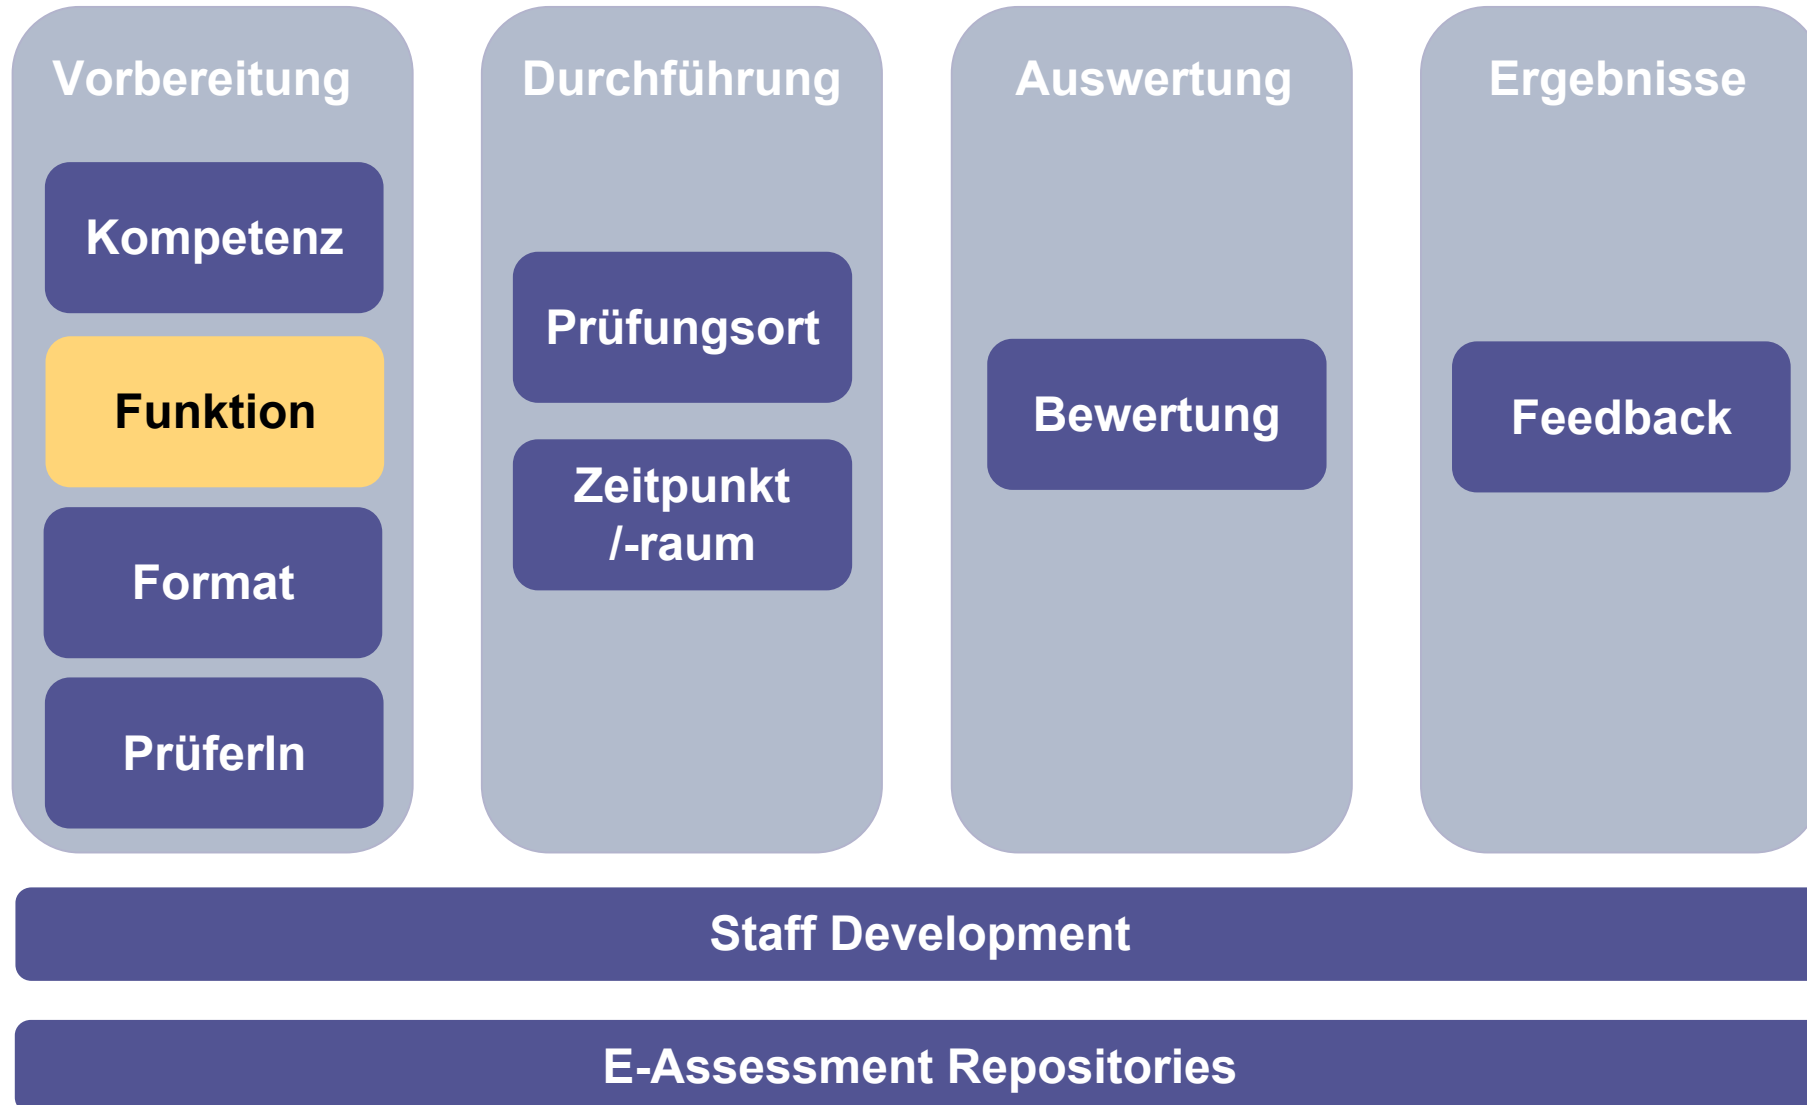 Vorbereitung
Kompetenz
Funktion
Format
PrüferIn
Durchführung
Prüfungsort
Zeitpunkt
/-raum
Auswertung
Bewertung
Ergebnisse
Feedback
Staff Development
E-Assessment Repositories